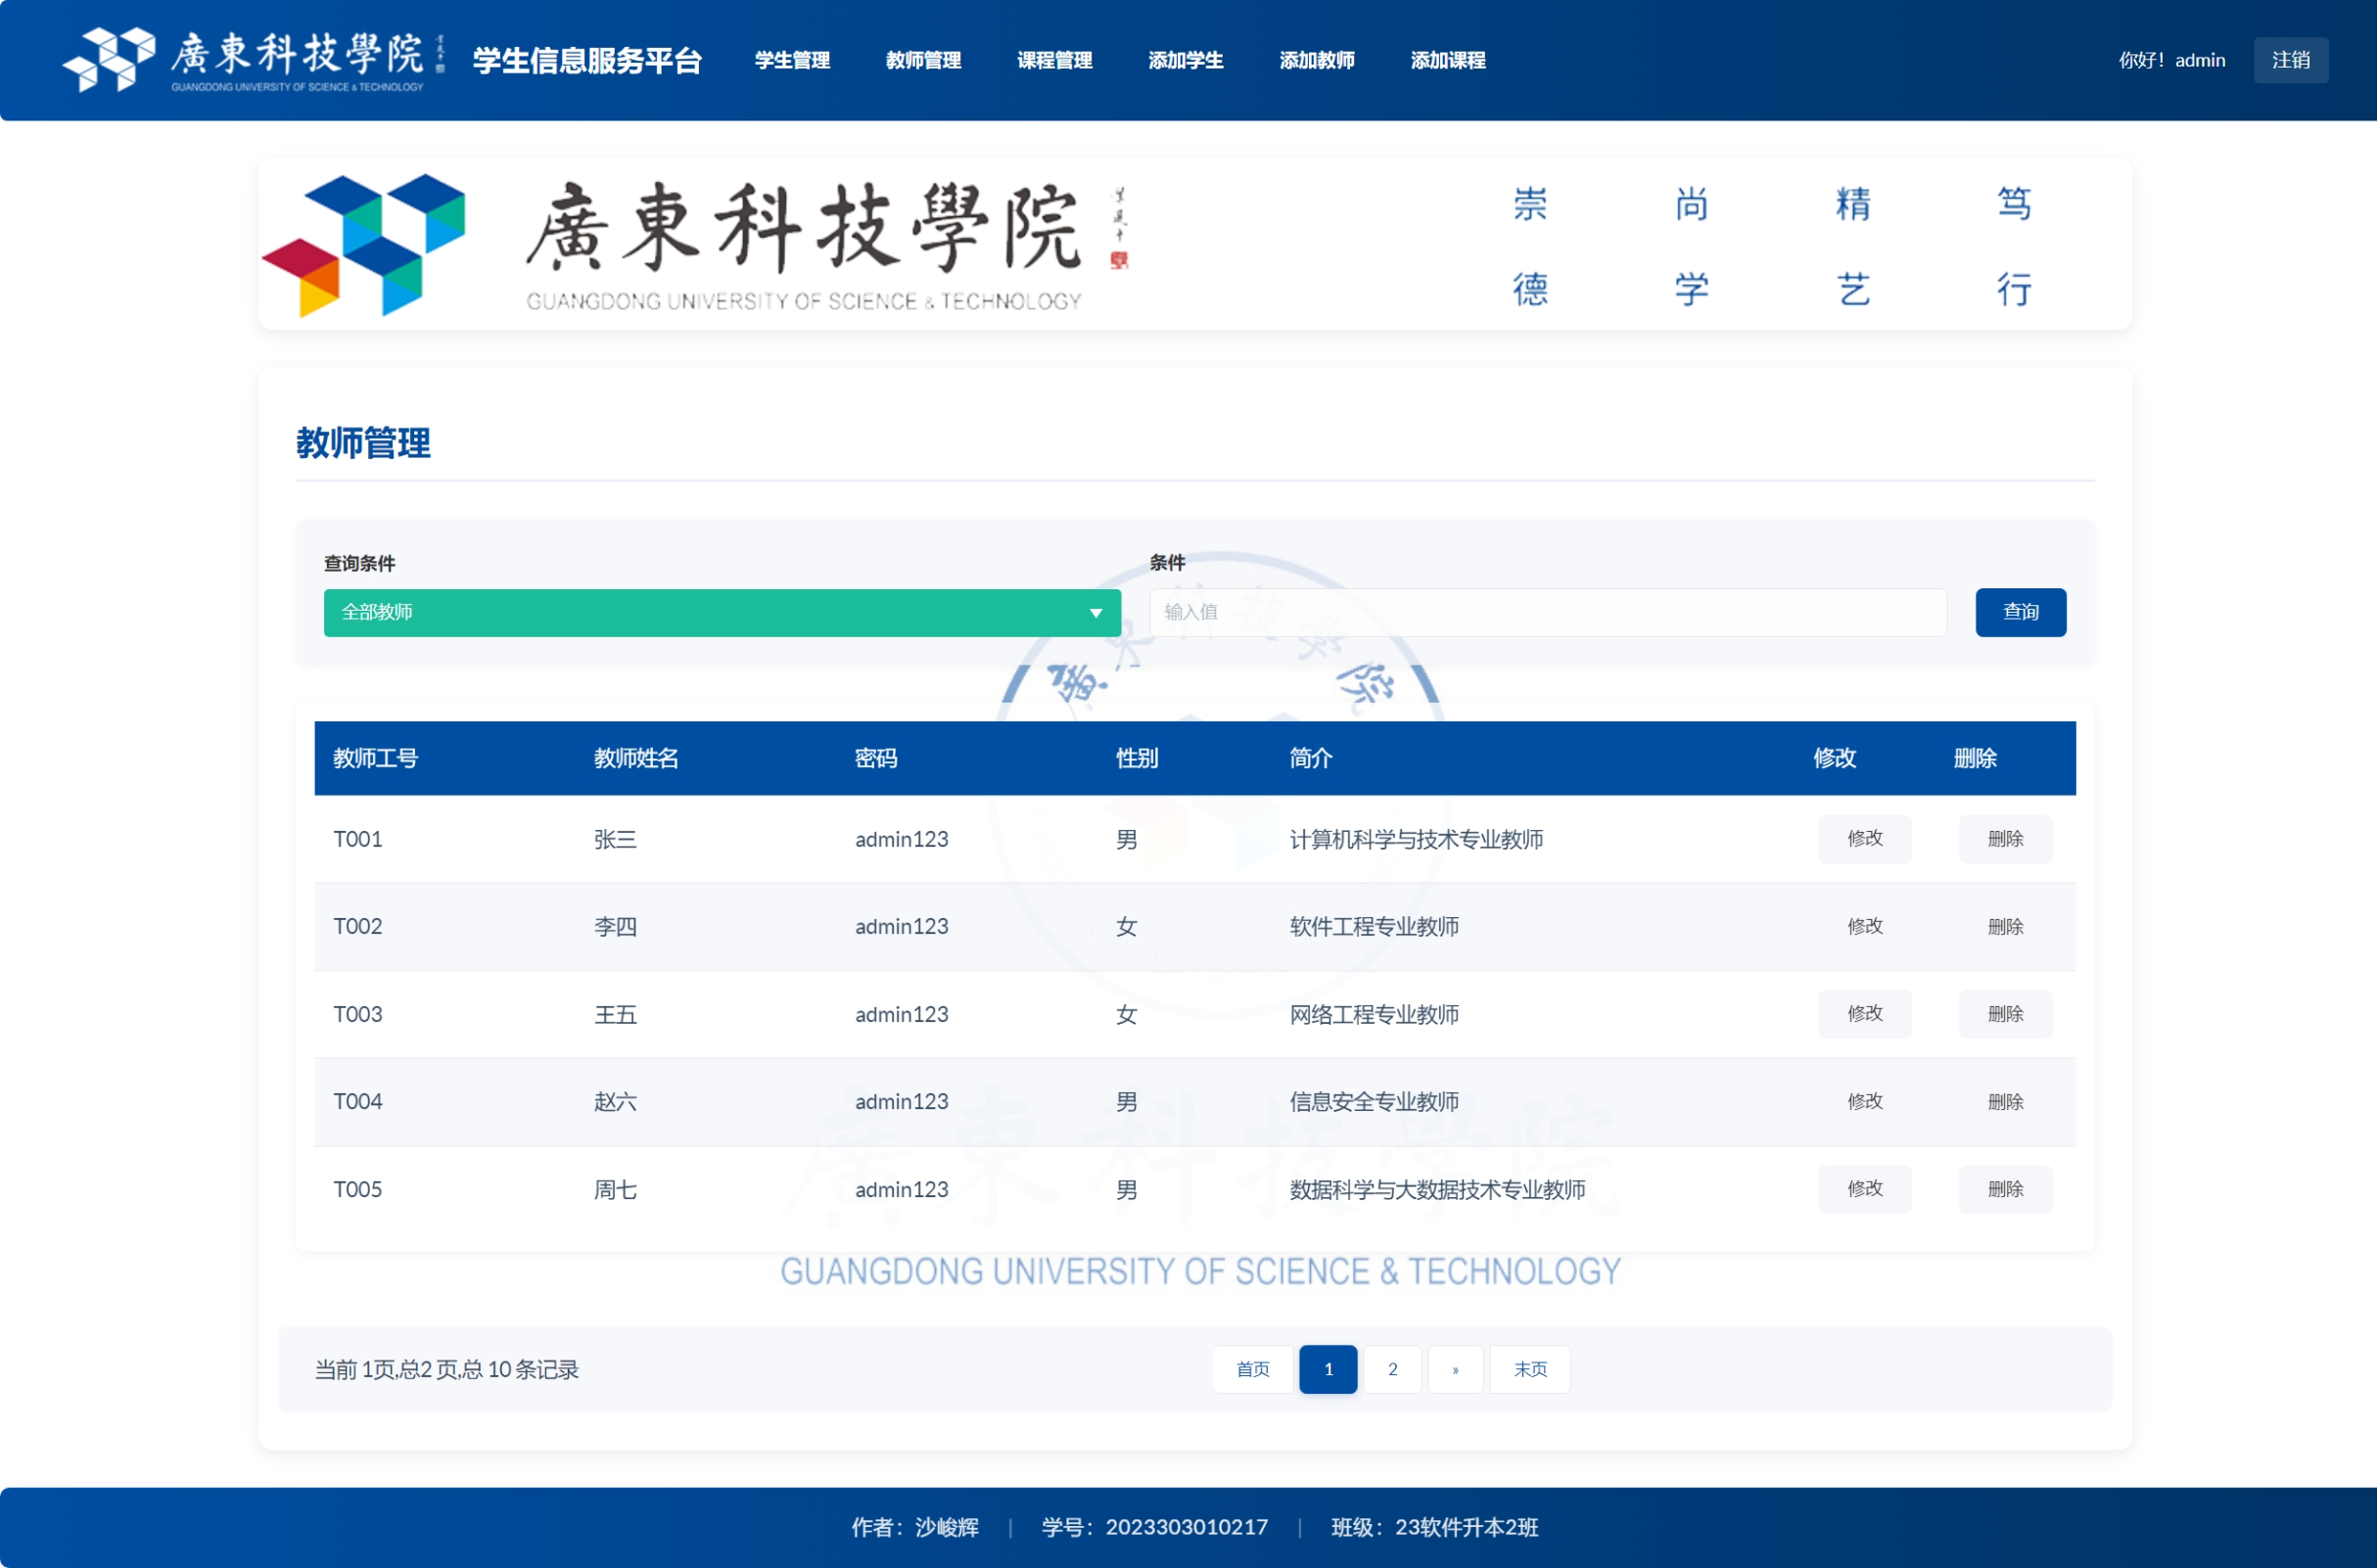 廣東科技學院 学生信息服务平台 学生管理 教师管理 课程管理 添加学生 添加教师 添加课程 你好！admin 注销
GUANGDONG UNIVERSITY OF SCIENCE & TECHNOLOGY
廣東科技學院
GUANGDONG UNIVERSITY OF SCIENCE & TECHNOLOGY
崇德 尚学 精艺 笃行
教师管理
查询条件 条件
全部教师 输入值 查询
廣東科技學院
教师工号 教师姓名 密码 性别 简介 修改 删除
T001 张三 admin123 男 计算机科学与技术专业教师 修改 删除
T002 李四 admin123 女 软件工程专业教师 修改 删除
T003 王五 admin123 女 网络工程专业教师 修改 删除
T004 赵六 admin123 男 信息安全专业教师 修改 删除
T005 周七 admin123 男 数据科学与大数据技术专业教师 修改 删除
廣東科技學院
GUANGDONG UNIVERSITY OF SCIENCE & TECHNOLOGY
当前 1页,总2 页,总 10 条记录 首页 1 2 » 末页
作者：沙峻辉 | 学号：2023303010217 | 班级：23软件升本2班